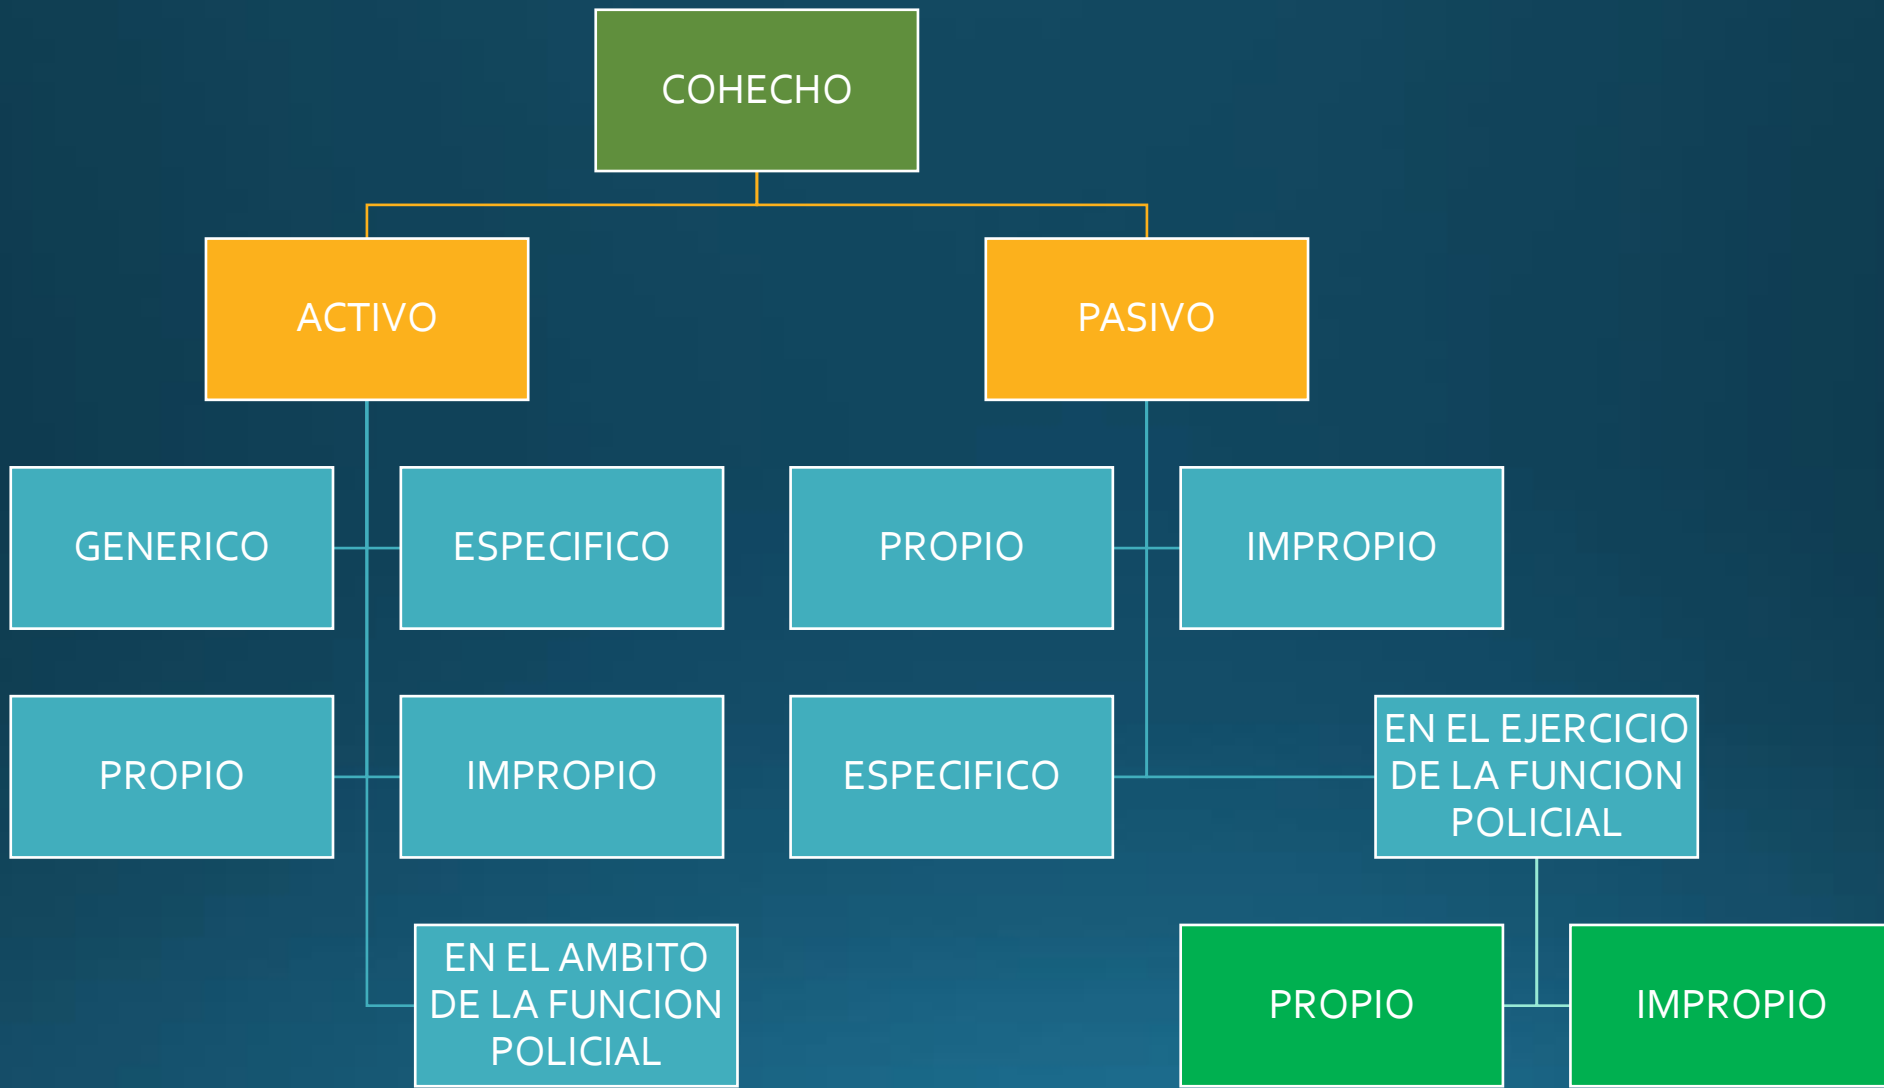 COHECHO
ACTIVO
PASIVO
GENERICO
ESPECIFICO
PROPIO
IMPROPIO
PROPIO
IMPROPIO
ESPECIFICO
EN EL EJERCICIO
DE LA FUNCION
POLICIAL
EN EL AMBITO
DE LA FUNCION
POLICIAL
PROPIO
IMPROPIO